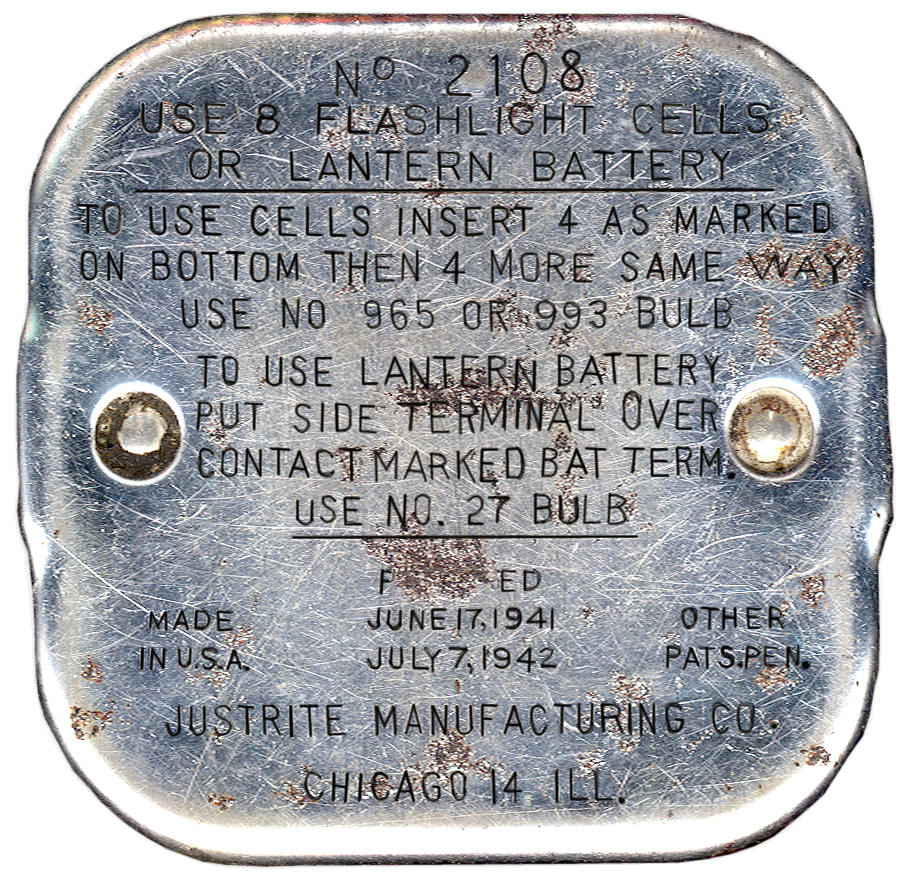 Nº 2108
USE 8 FLASHLIGHT CELLS
OR LANTERN BATTERY
TO USE CELLS INSERT 4 AS MARKED
ON BOTTOM THEN 4 MORE SAME WAY
USE NO 965 OR 993 BULB
TO USE LANTERN BATTERY
PUT SIDE TERMINAL OVER
CONTACT MARKED BAT TERM.
USE NO. 27 BULB
MADE
IN U.S.A.
JUNE 17, 1941
JULY 7, 1942
OTHER
PATS. PEN.
JUSTRITE MANUFACTURING CO.
CHICAGO 14 ILL.